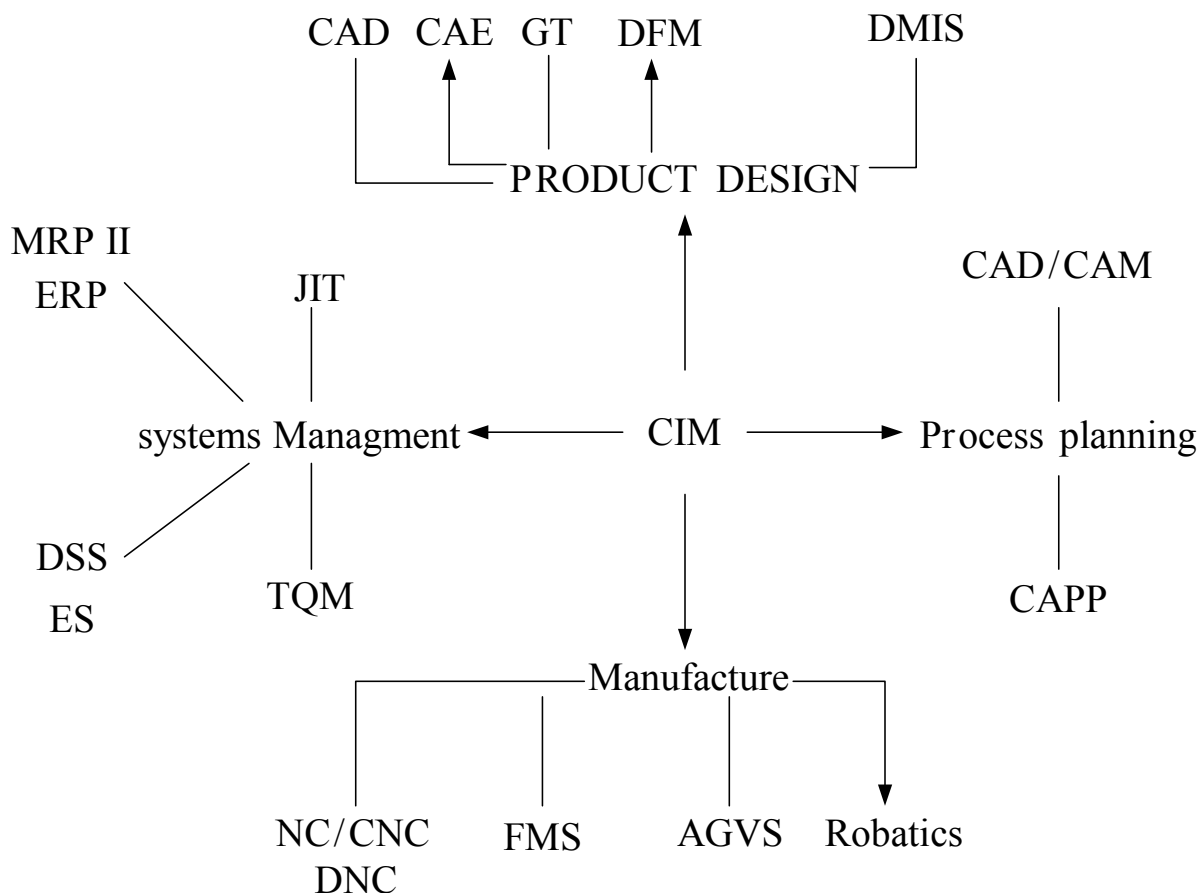 CAD CAE GT DFM DMIS
PRODUCT DESIGN
MRP II
ERP
JIT
CAD/CAM
systems Managment
CIM
Process planning
DSS
ES
TQM
CAPP
Manufacture
NC/CNC
DNC
FMS
AGVS
Robatics